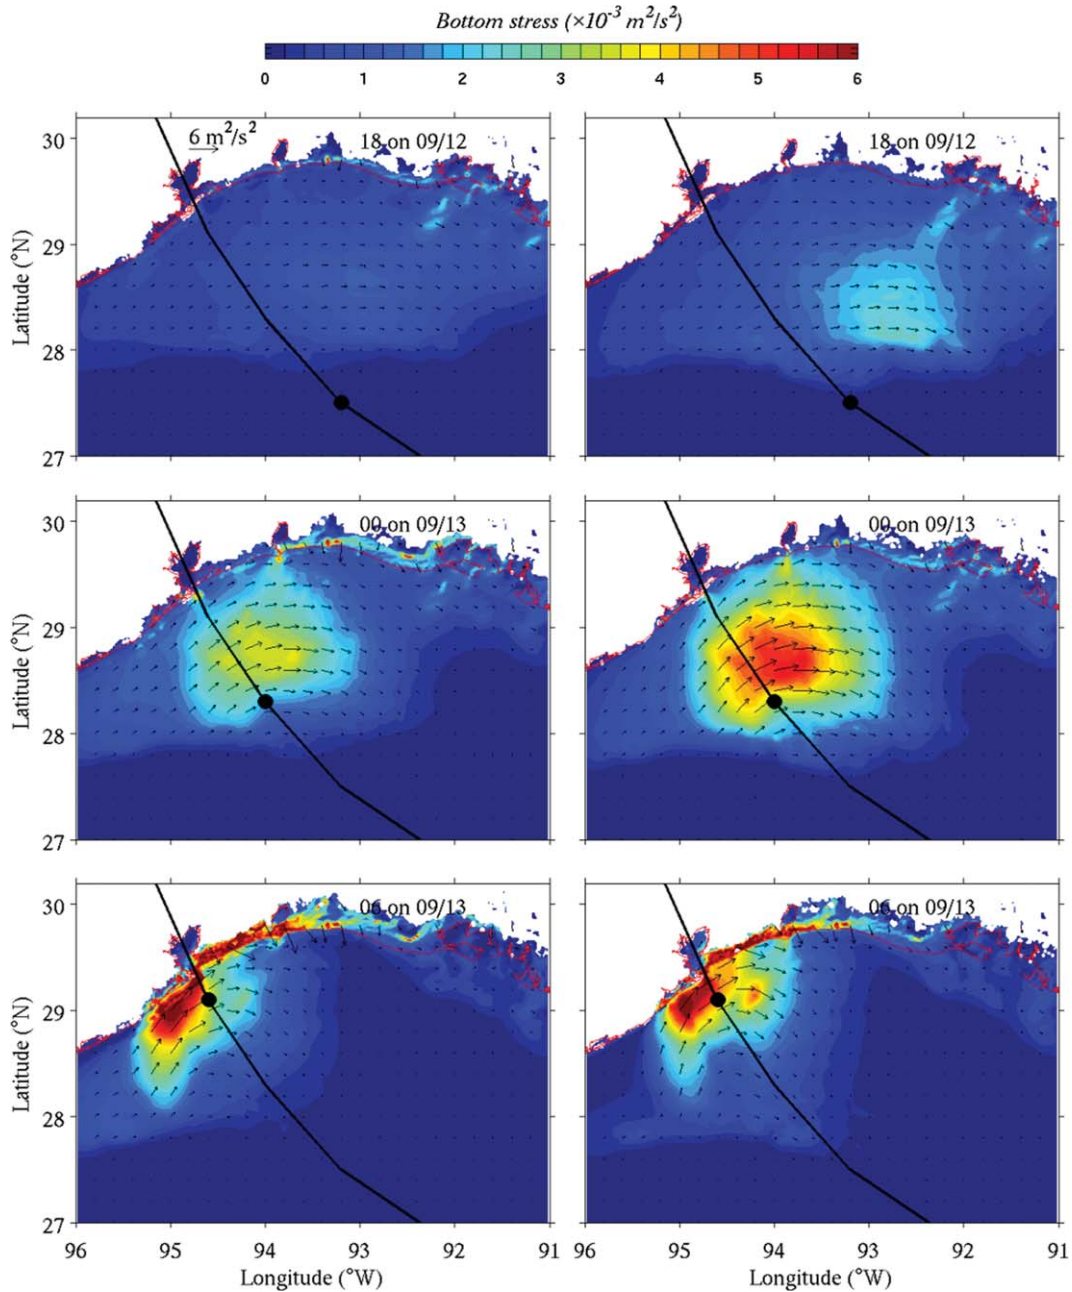 Bottom stress (×10⁻³ m²/s²)
0 1 2 3 4 5 6
6 m²/s²
18 on 09/12
18 on 09/12
30
29
28
27
Latitude (°N)
00 on 09/13
00 on 09/13
30
29
28
27
Latitude (°N)
06 on 09/13
06 on 09/13
30
29
28
27
Latitude (°N)
96 95 94 93 92 91
96 95 94 93 92 91
Longitude (°W)
Longitude (°W)